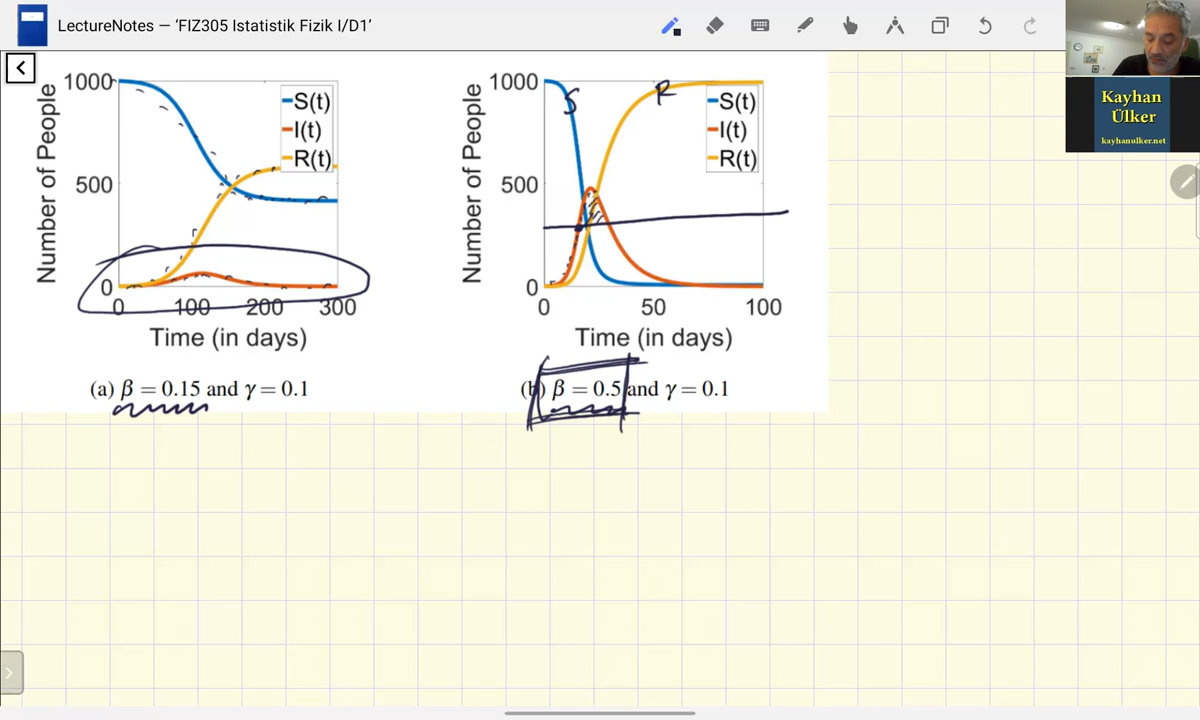 LectureNotes — ‘FIZ305 Istatistik Fizik I/D1’
Kayhan
Ülker
kayhanulker.net
Number of People
1000
500
0
0
100
200
300
Time (in days)
S(t)
I(t)
R(t)
(a) β = 0.15 and γ = 0.1
Number of People
1000
500
0
0
50
100
Time (in days)
S
R
S(t)
I(t)
R(t)
(b) β = 0.5 and γ = 0.1